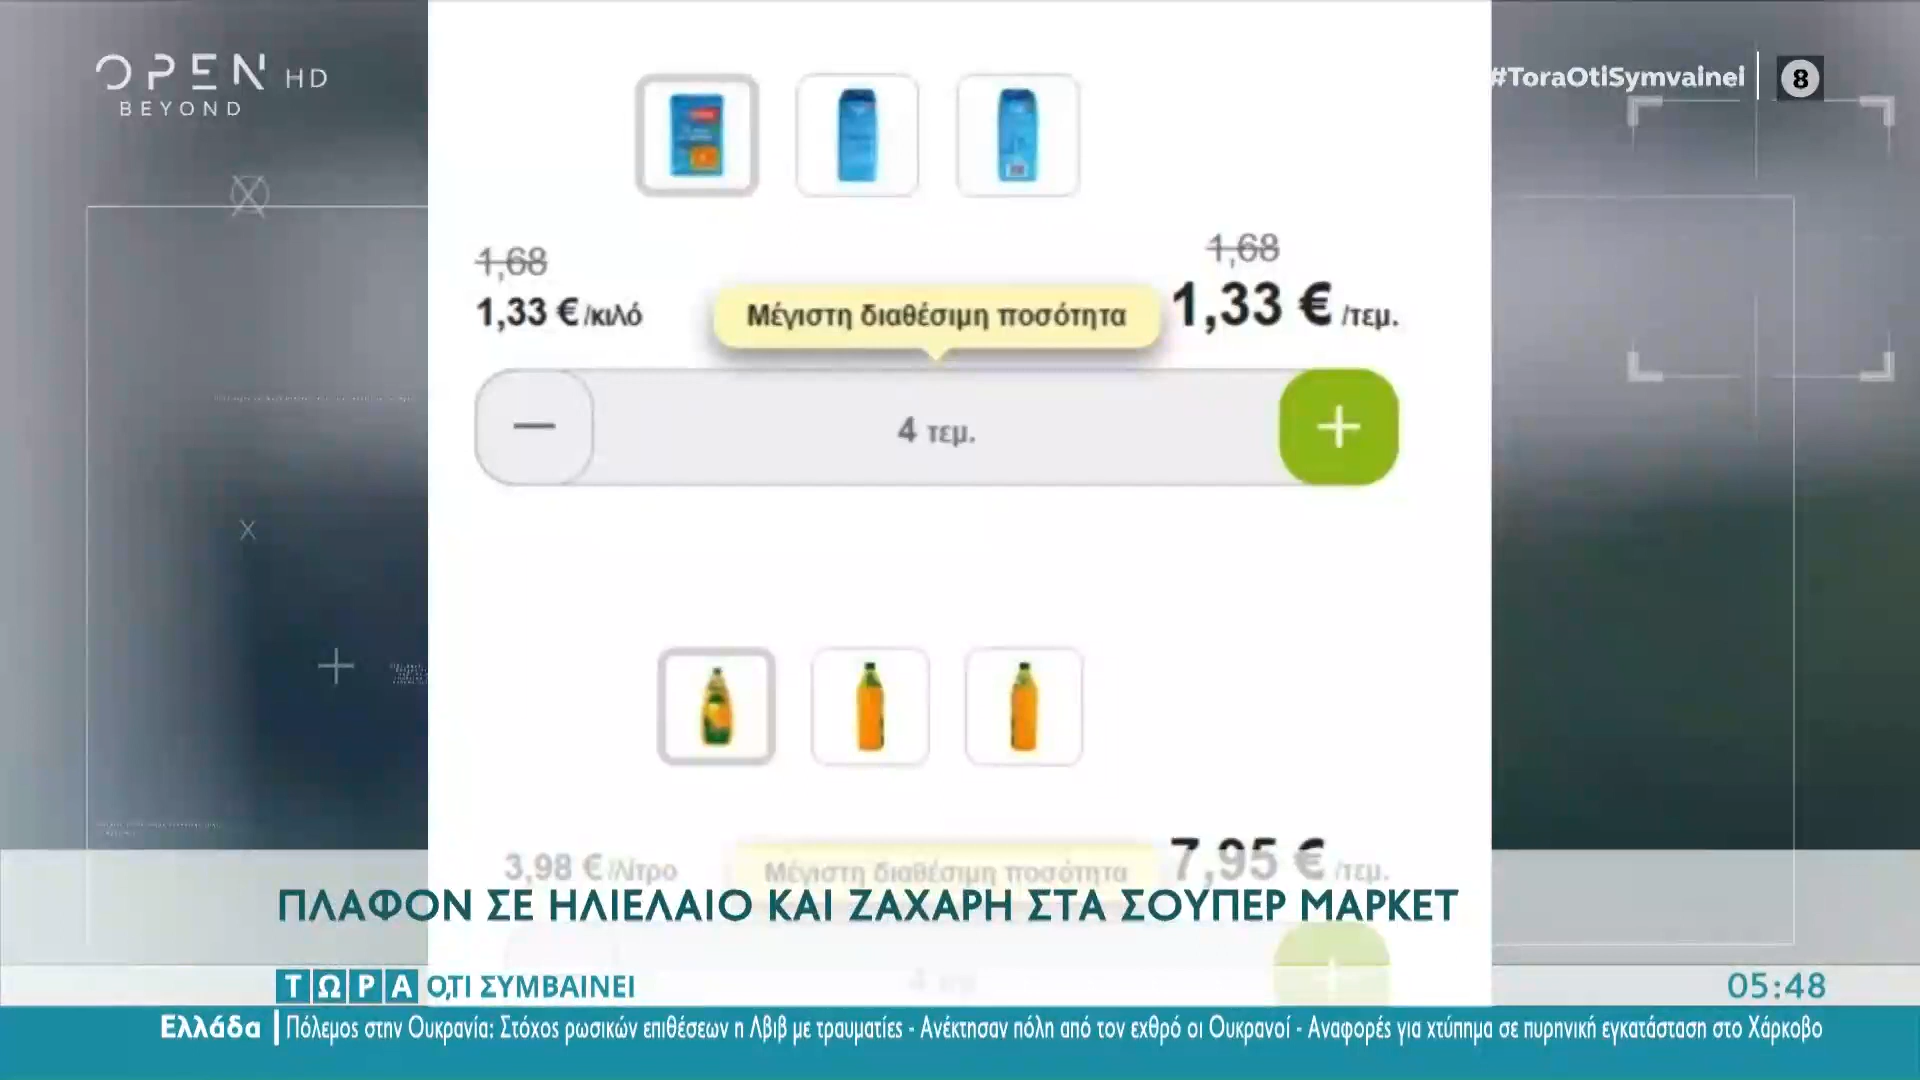 OPEN HD
BEYOND
#ToraOtiSymvainei
8
1,68
1,33 € /κιλό
Μέγιστη διαθέσιμη ποσότητα
1,68
1,33 € /τεμ.
4 τεμ.
3,98 € /λίτρο
Μέγιστη διαθέσιμη ποσότητα
7,95 € /τεμ.
ΠΛΑΦΟΝ ΣΕ ΗΛΙΕΛΑΙΟ ΚΑΙ ΖΑΧΑΡΗ ΣΤΑ ΣΟΥΠΕΡ ΜΑΡΚΕΤ
ΤΩΡΑ Ο,ΤΙ ΣΥΜΒΑΙΝΕΙ
05:48
Ελλάδα | Πόλεμος στην Ουκρανία: Στόχος ρωσικών επιθέσεων η Λβιβ με τραυματίες - Ανέκτησαν πόλη από τον εχθρό οι Ουκρανοί - Αναφορές για χτύπημα σε πυρηνική εγκατάσταση στο Χάρκοβο